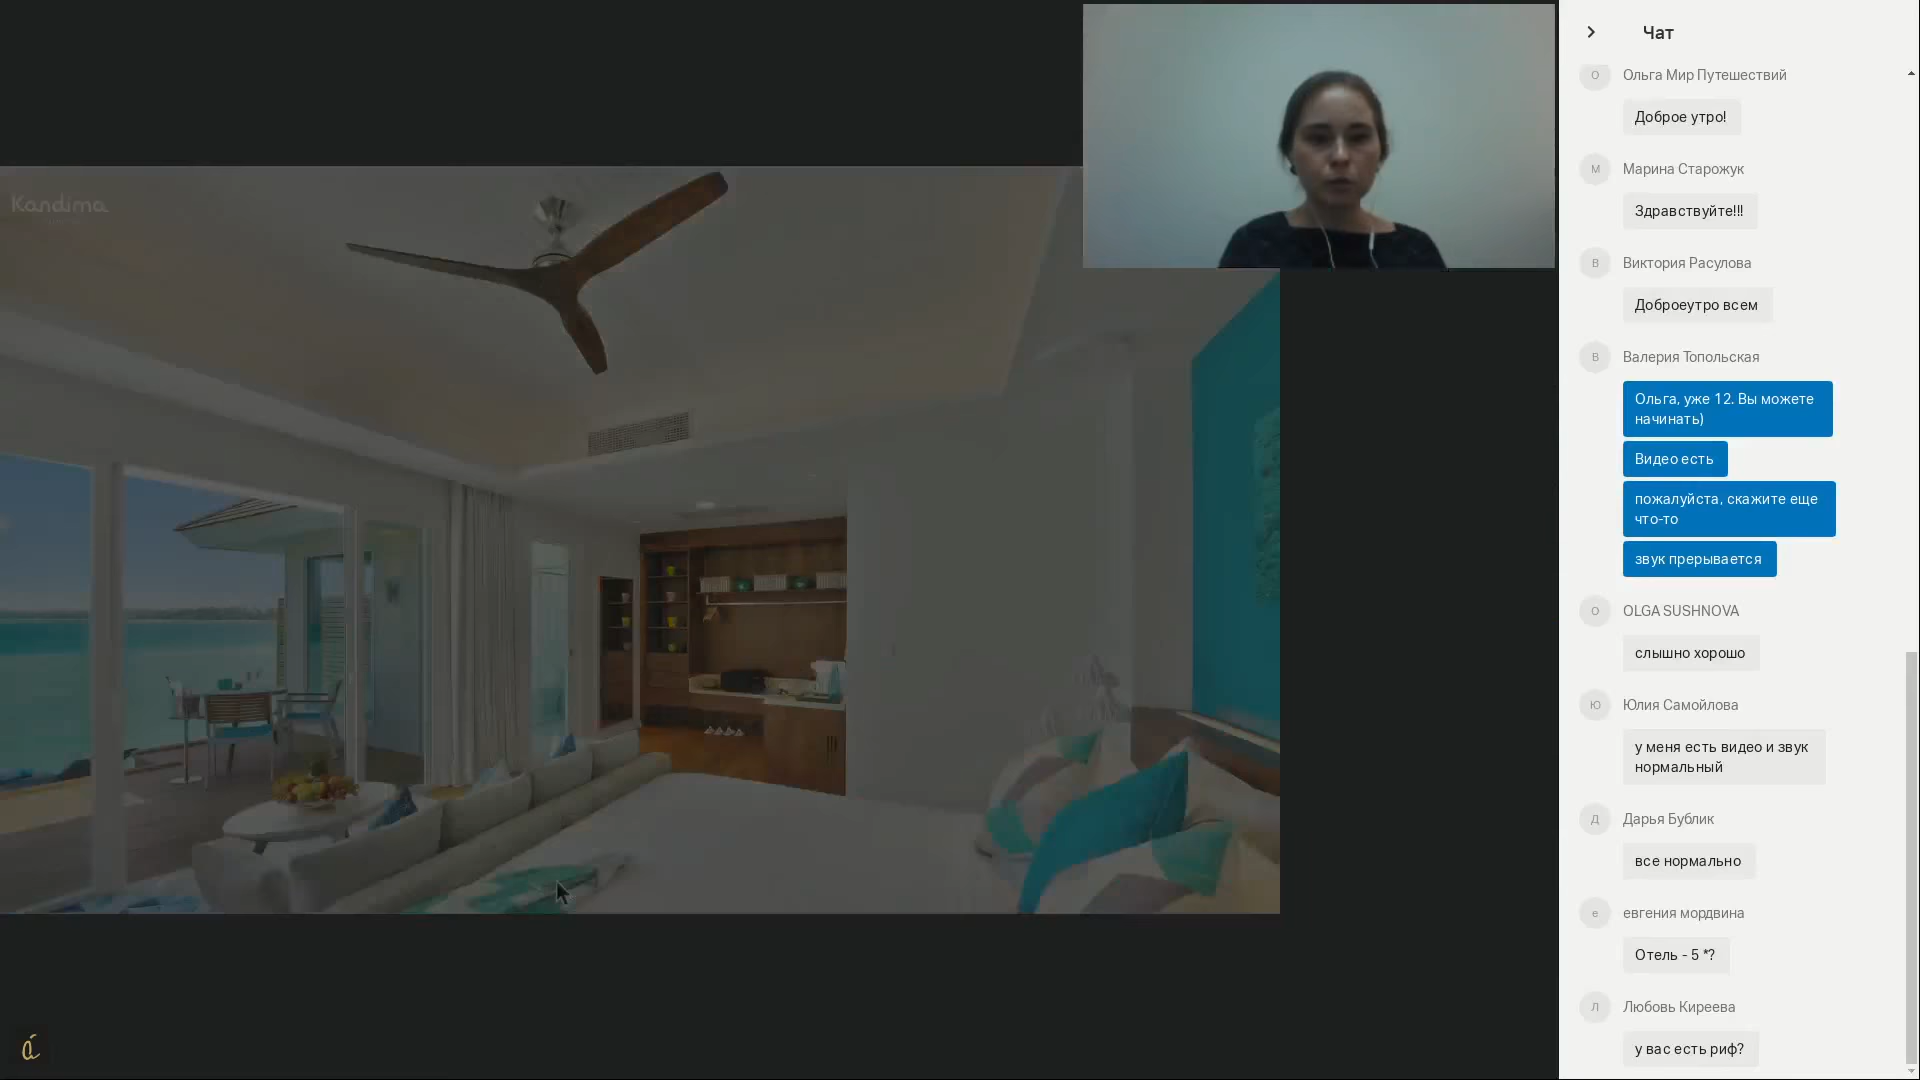 Kandima
Чат
О
Ольга Мир Путешествий
Доброе утро!
М
Марина Старожук
Здравствуйте!!!
В
Виктория Расулова
Доброеутро всем
В
Валерия Топольская
Ольга, уже 12. Вы можете
начинать)
Видео есть
пожалуйста, скажите еще
что-то
звук прерывается
O
OLGA SUSHNOVA
слышно хорошо
Ю
Юлия Самойлова
у меня есть видео и звук
нормальный
Д
Дарья Бублик
все нормально
е
евгения мордвина
Отель - 5 *?
Л
Любовь Киреева
у вас есть риф?
á